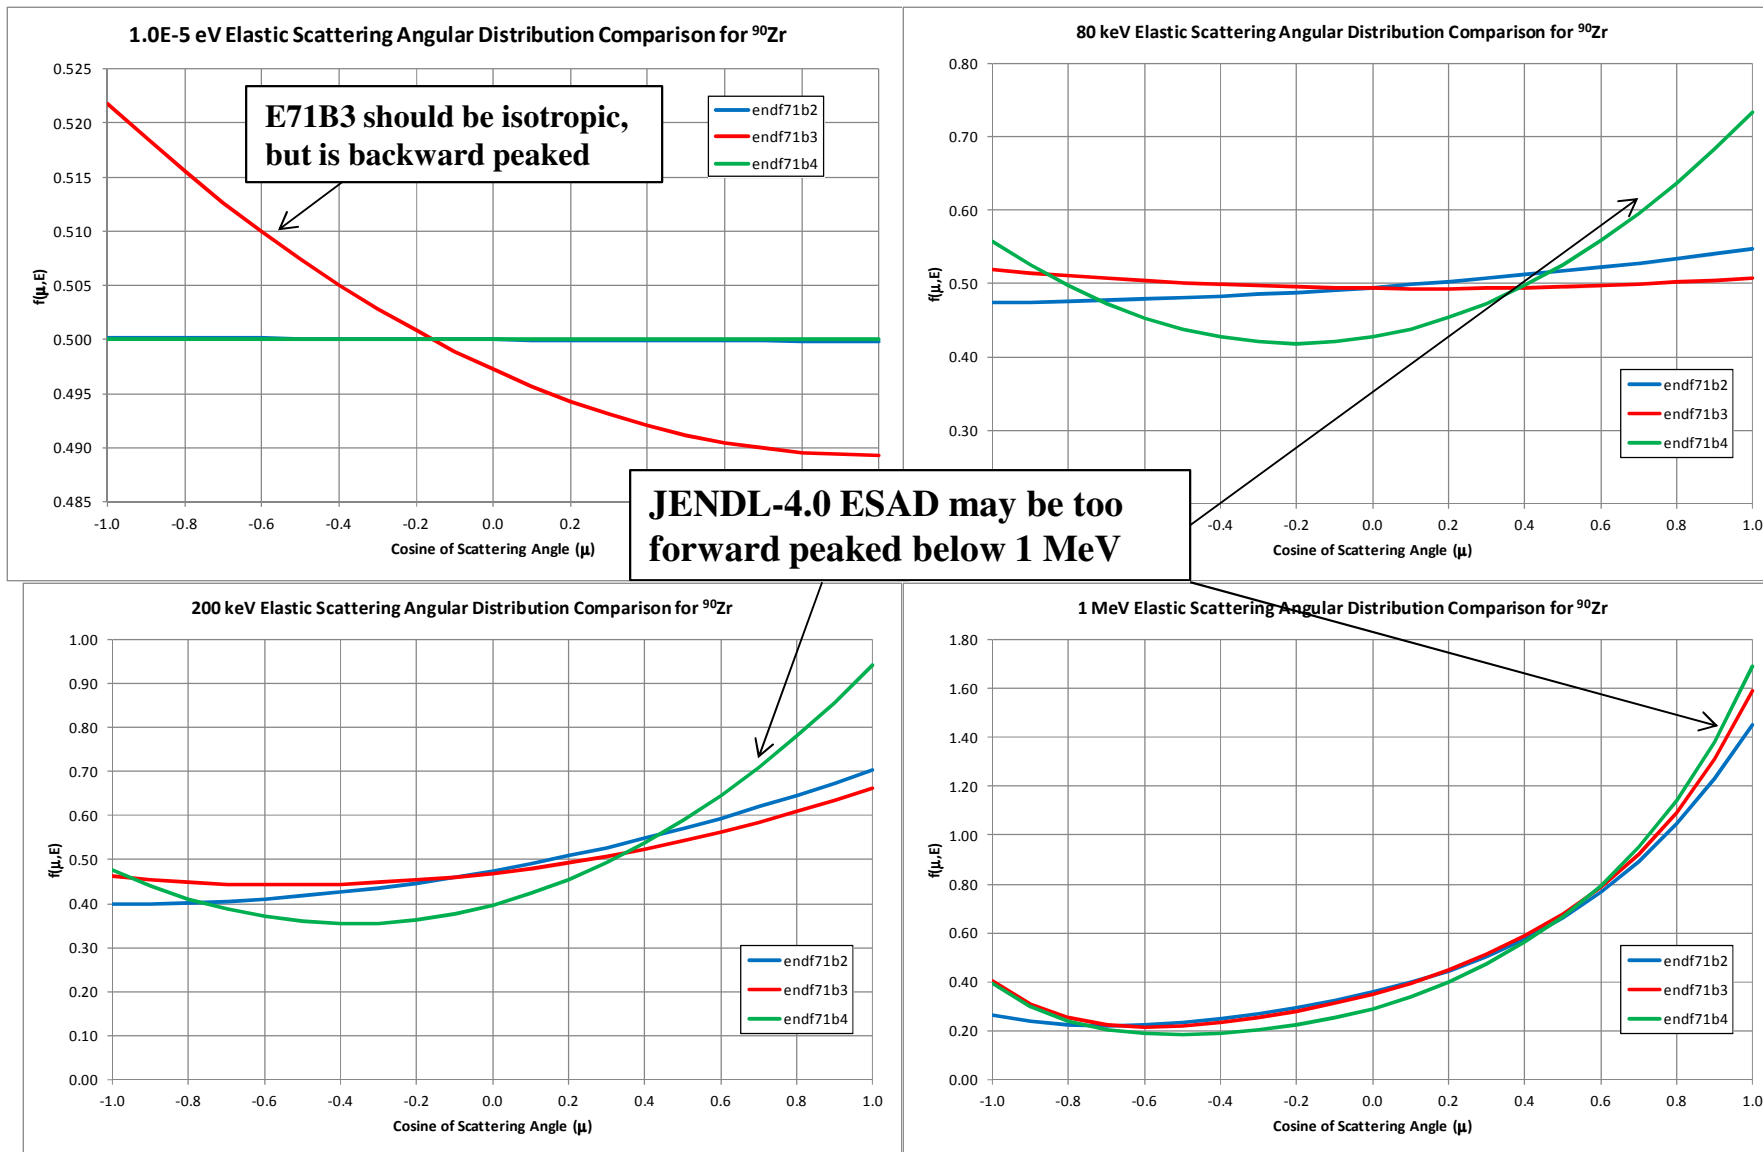 1.0E-5 eV Elastic Scattering Angular Distribution Comparison for ⁹⁰Zr
0.525
0.520
0.515
0.510
0.505
0.500
0.495
0.490
0.485
f(μ,E)
E71B3 should be isotropic,
but is backward peaked
endf71b2
endf71b3
endf71b4
-1.0 -0.8 -0.6 -0.4 -0.2 0.0 0.2
Cosine of Scattering Angle (μ)
80 keV Elastic Scattering Angular Distribution Comparison for ⁹⁰Zr
0.80
0.70
0.60
0.50
0.40
0.30
f(μ,E)
endf71b2
endf71b3
endf71b4
-0.4 -0.2 0.0 0.2 0.4 0.6 0.8 1.0
Cosine of Scattering Angle (μ)
JENDL-4.0 ESAD may be too
forward peaked below 1 MeV
200 keV Elastic Scattering Angular Distribution Comparison for ⁹⁰Zr
1.00
0.90
0.80
0.70
0.60
0.50
0.40
0.30
0.20
0.10
0.00
f(μ,E)
endf71b2
endf71b3
endf71b4
-1.0 -0.8 -0.6 -0.4 -0.2 0.0 0.2 0.4 0.6 0.8 1.0
Cosine of Scattering Angle (μ)
1 MeV Elastic Scattering Angular Distribution Comparison for ⁹⁰Zr
1.80
1.60
1.40
1.20
1.00
0.80
0.60
0.40
0.20
0.00
f(μ,E)
endf71b2
endf71b3
endf71b4
-1.0 -0.8 -0.6 -0.4 -0.2 0.0 0.2 0.4 0.6 0.8 1.0
Cosine of Scattering Angle (μ)